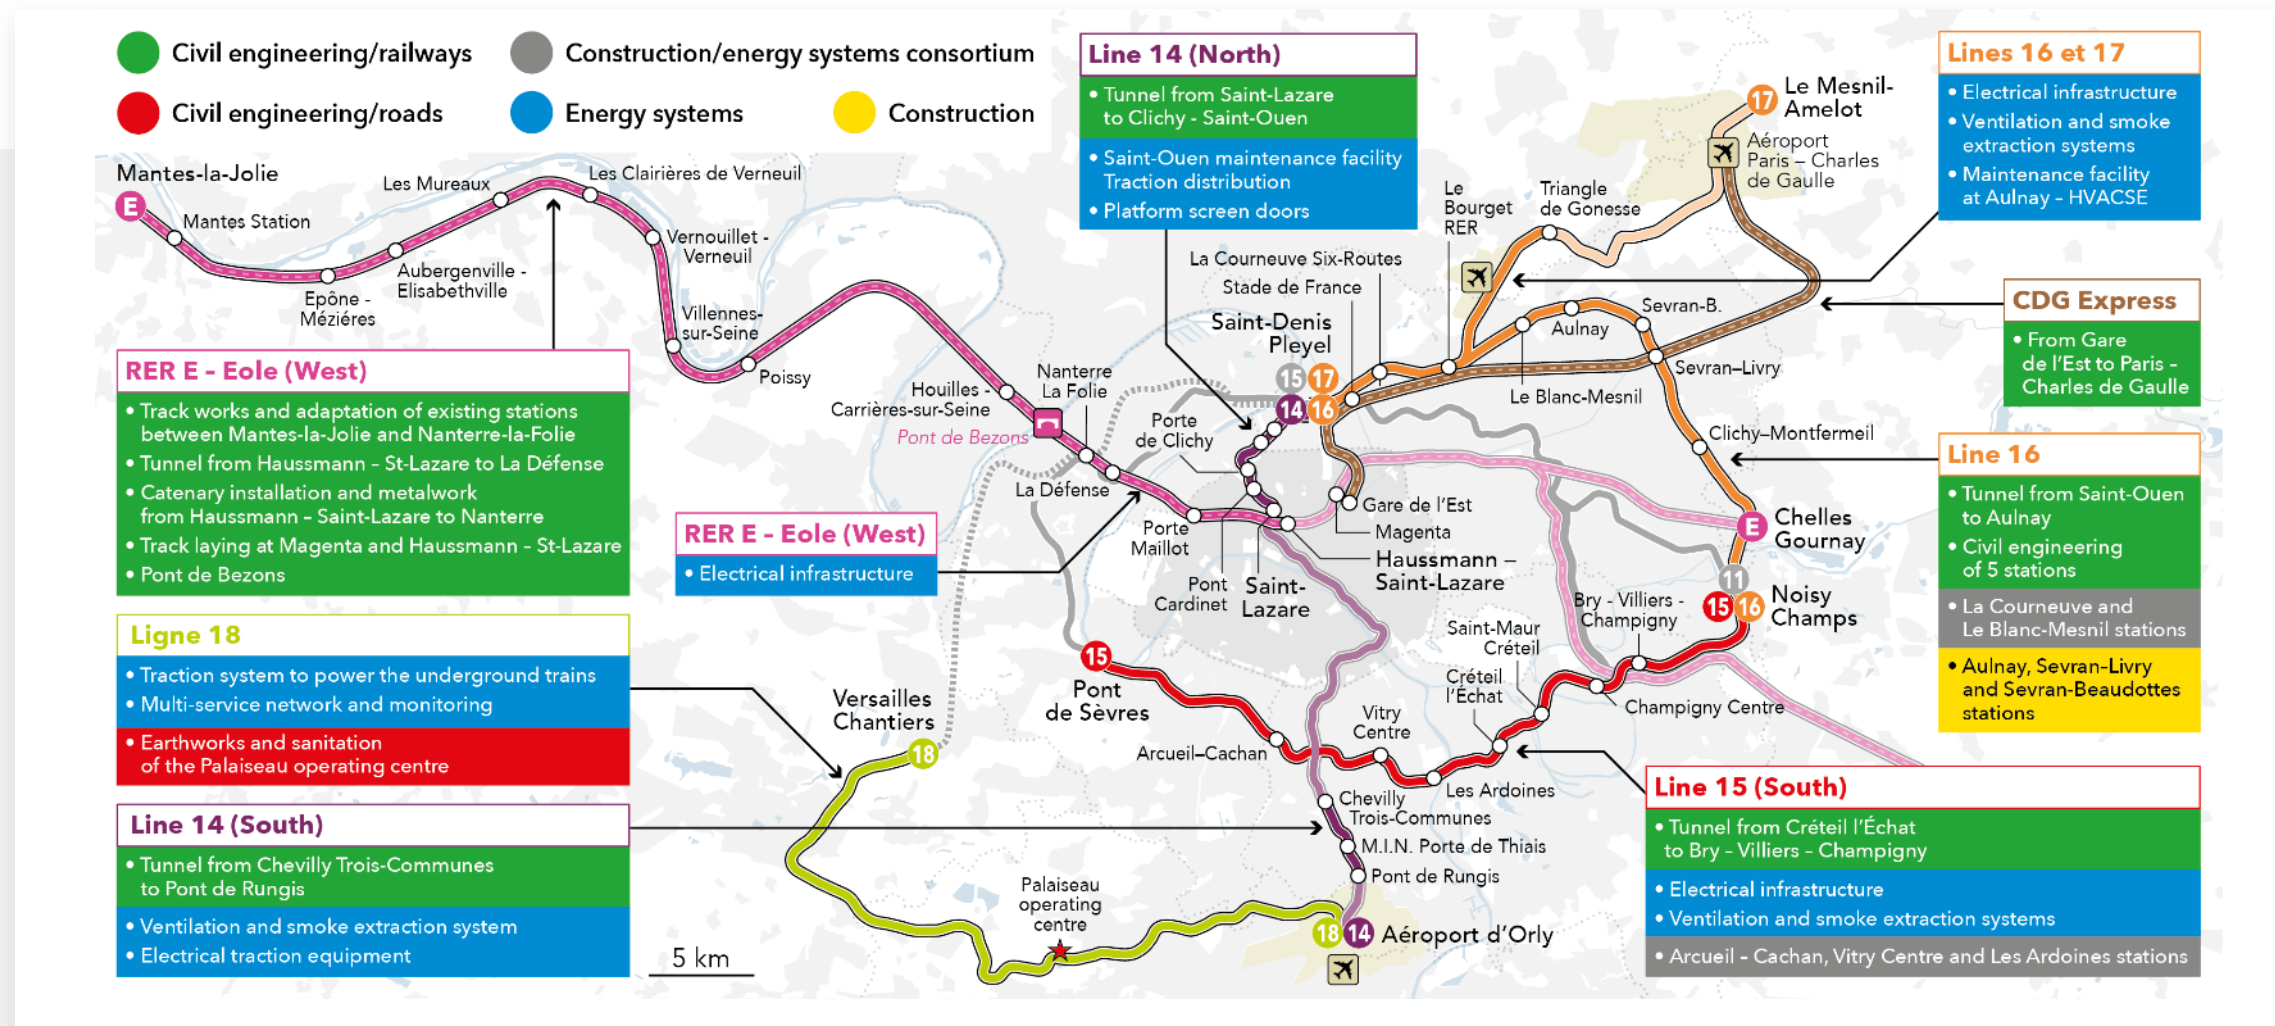 Civil engineering/railways
Construction/energy systems consortium
Civil engineering/roads
Energy systems
Construction
Line 14 (North)
• Tunnel from Saint-Lazare
to Clichy - Saint-Ouen
• Saint-Ouen maintenance facility
Traction distribution
• Platform screen doors
Lines 16 et 17
• Electrical infrastructure
• Ventilation and smoke
extraction systems
• Maintenance facility
at Aulnay - HVACSE
17
Le Mesnil-
Amelot
Aéroport
Paris – Charles
de Gaulle
Mantes-la-Jolie
E
Mantes Station
Les Mureaux
Les Clairières de Verneuil
Epône -
Méziéres
Aubergenville -
Elisabethville
Vernouillet -
Verneuil
Villennes-
sur-Seine
Poissy
Houilles -
Carrières-sur-Seine
Pont de Bezons
Nanterre
La Folie
La Défense
Porte
de Clichy
Le
Bourget
RER
Triangle
de Gonesse
La Courneuve Six-Routes
Stade de France
Saint-Denis
Pleyel
15
17
14
16
Sevran-B.
Aulnay
Sevran–Livry
Le Blanc-Mesnil
CDG Express
• From Gare
de l'Est to Paris –
Charles de Gaulle
Clichy–Montfermeil
RER E – Eole (West)
• Track works and adaptation of existing stations
between Mantes-la-Jolie and Nanterre-la-Folie
• Tunnel from Haussmann – St-Lazare to La Défense
• Catenary installation and metalwork
from Haussmann – Saint-Lazare to Nanterre
• Track laying at Magenta and Haussmann – St-Lazare
• Pont de Bezons
RER E – Eole (West)
• Electrical infrastructure
Porte
Maillot
Pont
Cardinet
Saint-
Lazare
Gare de l'Est
Magenta
Haussmann –
Saint-Lazare
E
Chelles
Gournay
11
15
16
Noisy
Champs
Line 16
• Tunnel from Saint-Ouen
to Aulnay
• Civil engineering
of 5 stations
• La Courneuve and
Le Blanc-Mesnil stations
• Aulnay, Sevran-Livry
and Sevran-Beaudottes
stations
Ligne 18
• Traction system to power the underground trains
• Multi-service network and monitoring
• Earthworks and sanitation
of the Palaiseau operating centre
Versailles
Chantiers
18
15
Pont
de Sèvres
Arcueil–Cachan
Vitry
Centre
Les Ardoines
Créteil
l'Échat
Saint-Maur
Créteil
Bry - Villiers -
Champigny
Champigny Centre
Line 14 (South)
• Tunnel from Chevilly Trois-Communes
to Pont de Rungis
• Ventilation and smoke extraction system
• Electrical traction equipment
Chevilly
Trois-Communes
M.I.N. Porte de Thiais
Pont de Rungis
Palaiseau
operating
centre
5 km
18
14
Aéroport d'Orly
Line 15 (South)
• Tunnel from Créteil l'Échat
to Bry - Villiers - Champigny
• Electrical infrastructure
• Ventilation and smoke extraction systems
• Arcueil – Cachan, Vitry Centre and Les Ardoines stations